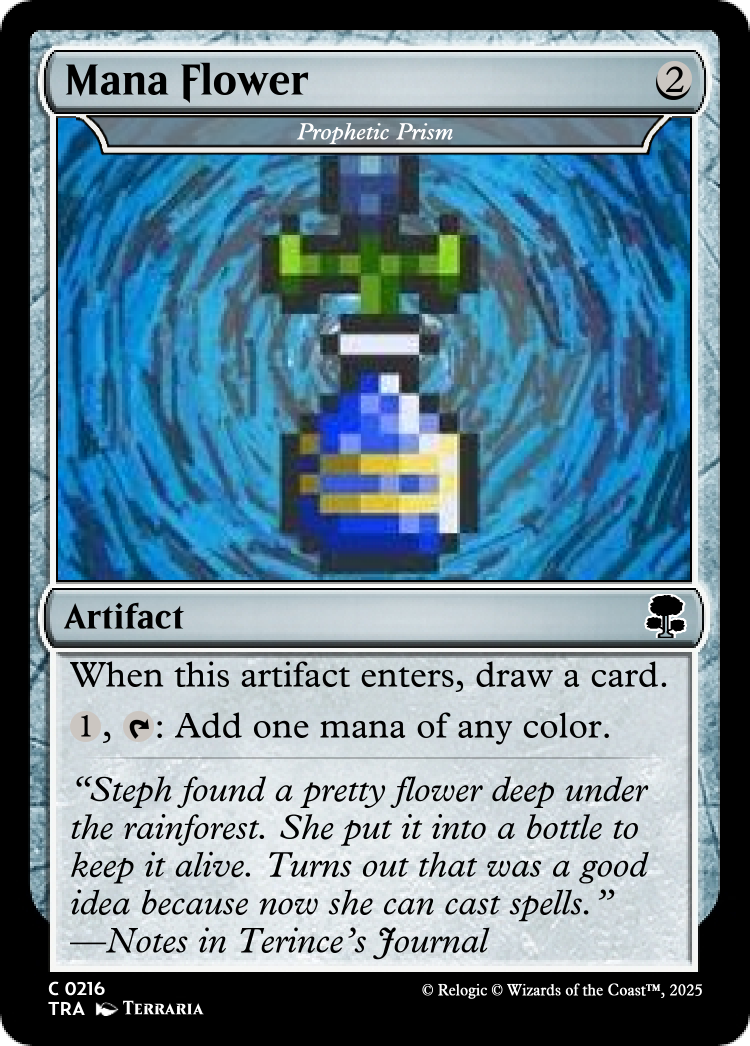 Mana Flower 2
Prophetic Prism
Artifact
When this artifact enters, draw a card.
1, : Add one mana of any color.
“Steph found a pretty flower deep under
the rainforest. She put it into a bottle to
keep it alive. Turns out that was a good
idea because now she can cast spells.”
—Notes in Terince’s Journal
C 0216
TRA TERRARIA
© Relogic © Wizards of the Coast™, 2025